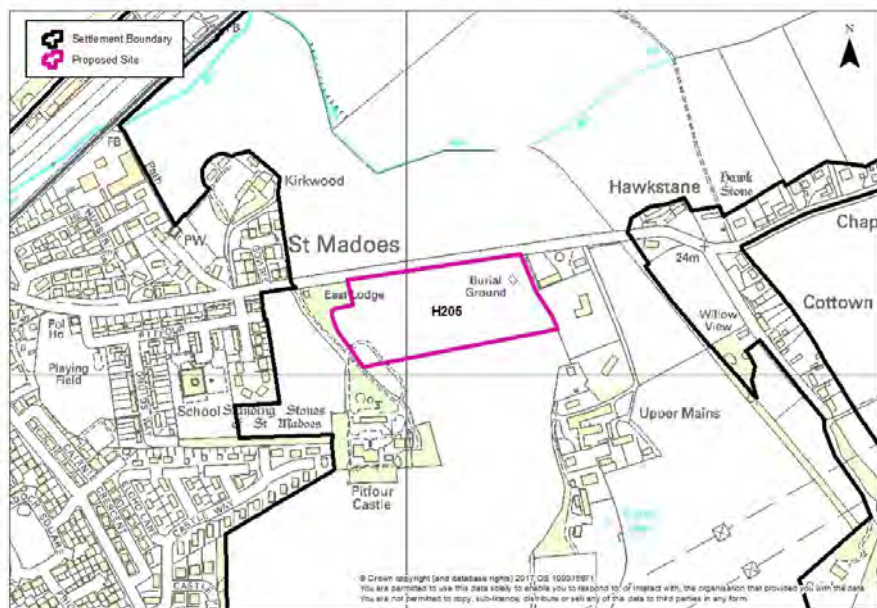 Settlement Boundary
Proposed Site
N
FB
FB
Path
Kirkwood
PW
St Madoes
Hawkstane
Hawk
Stone
Chap
24m
Burial
Ground
East Lodge
H205
Cottown
Willow
View
Pol
Ho
Playing
Field
School
Standing Stones
St Madoes
Upper Mains
Pitfour
Castle
© Crown copyright [and database rights] 2017 OS 100016971
You are permitted to use this data solely to enable you to respond to, or interact with, the organisation that provided you with the data.
You are not permitted to copy, sub-licence, distribute or sell any of this data to third parties in any form.